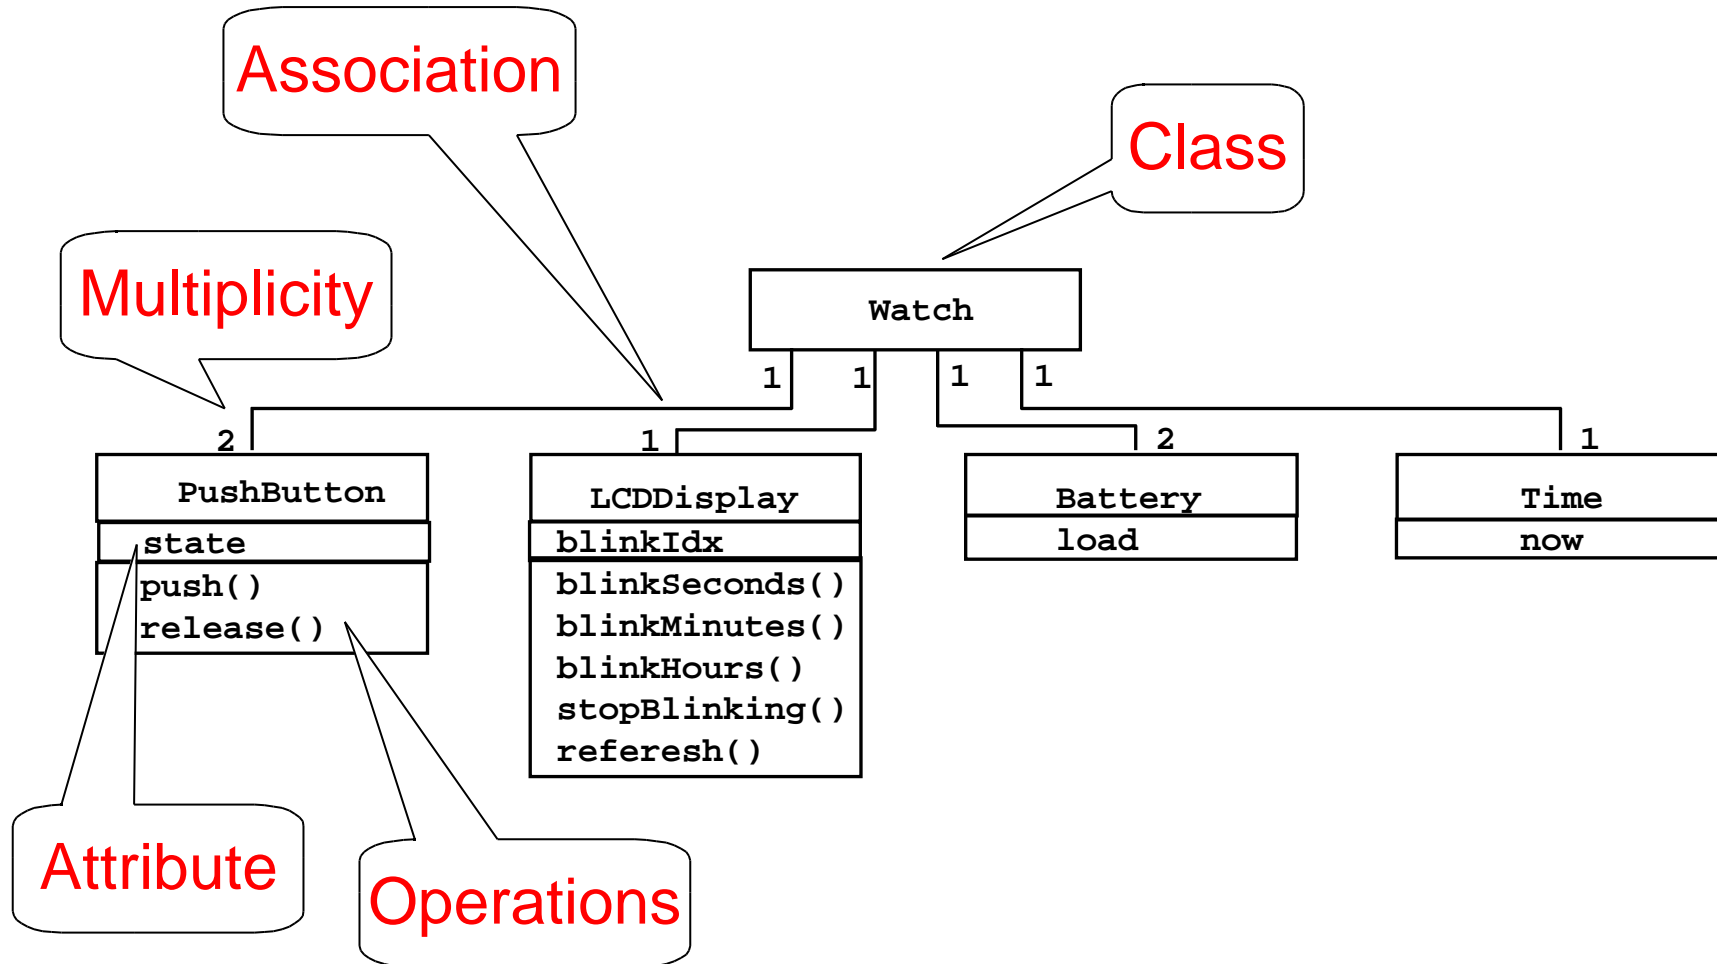 Association
Class
Multiplicity
Watch
1 1 1 1
2 1 2 1
PushButton
state
push()
release()
LCDDisplay
blinkIdx
blinkSeconds()
blinkMinutes()
blinkHours()
stopBlinking()
referesh()
Battery
load
Time
now
Attribute
Operations